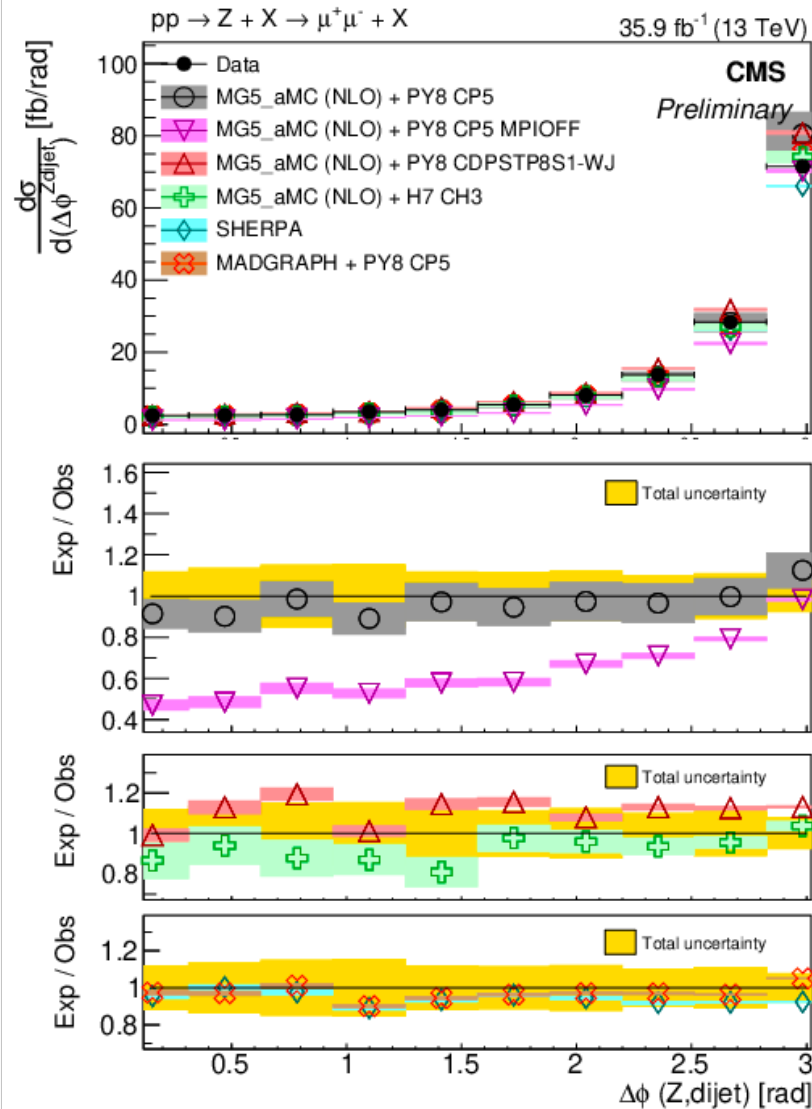 pp → Z + X → μ⁺μ⁻ + X
35.9 fb⁻¹ (13 TeV)
dσ / d(Δϕ^Zdijet) [fb/rad]
100
80
60
40
20
0
Data
MG5_aMC (NLO) + PY8 CP5
MG5_aMC (NLO) + PY8 CP5 MPIOFF
MG5_aMC (NLO) + PY8 CDPSTP8S1-WJ
MG5_aMC (NLO) + H7 CH3
SHERPA
MADGRAPH + PY8 CP5
CMS
Preliminary
Exp / Obs
1.6
1.4
1.2
1
0.8
0.6
0.4
Total uncertainty
Exp / Obs
1.2
1
0.8
Total uncertainty
Exp / Obs
1.2
1
0.8
Total uncertainty
0.5 1 1.5 2 2.5 3
Δϕ (Z,dijet) [rad]